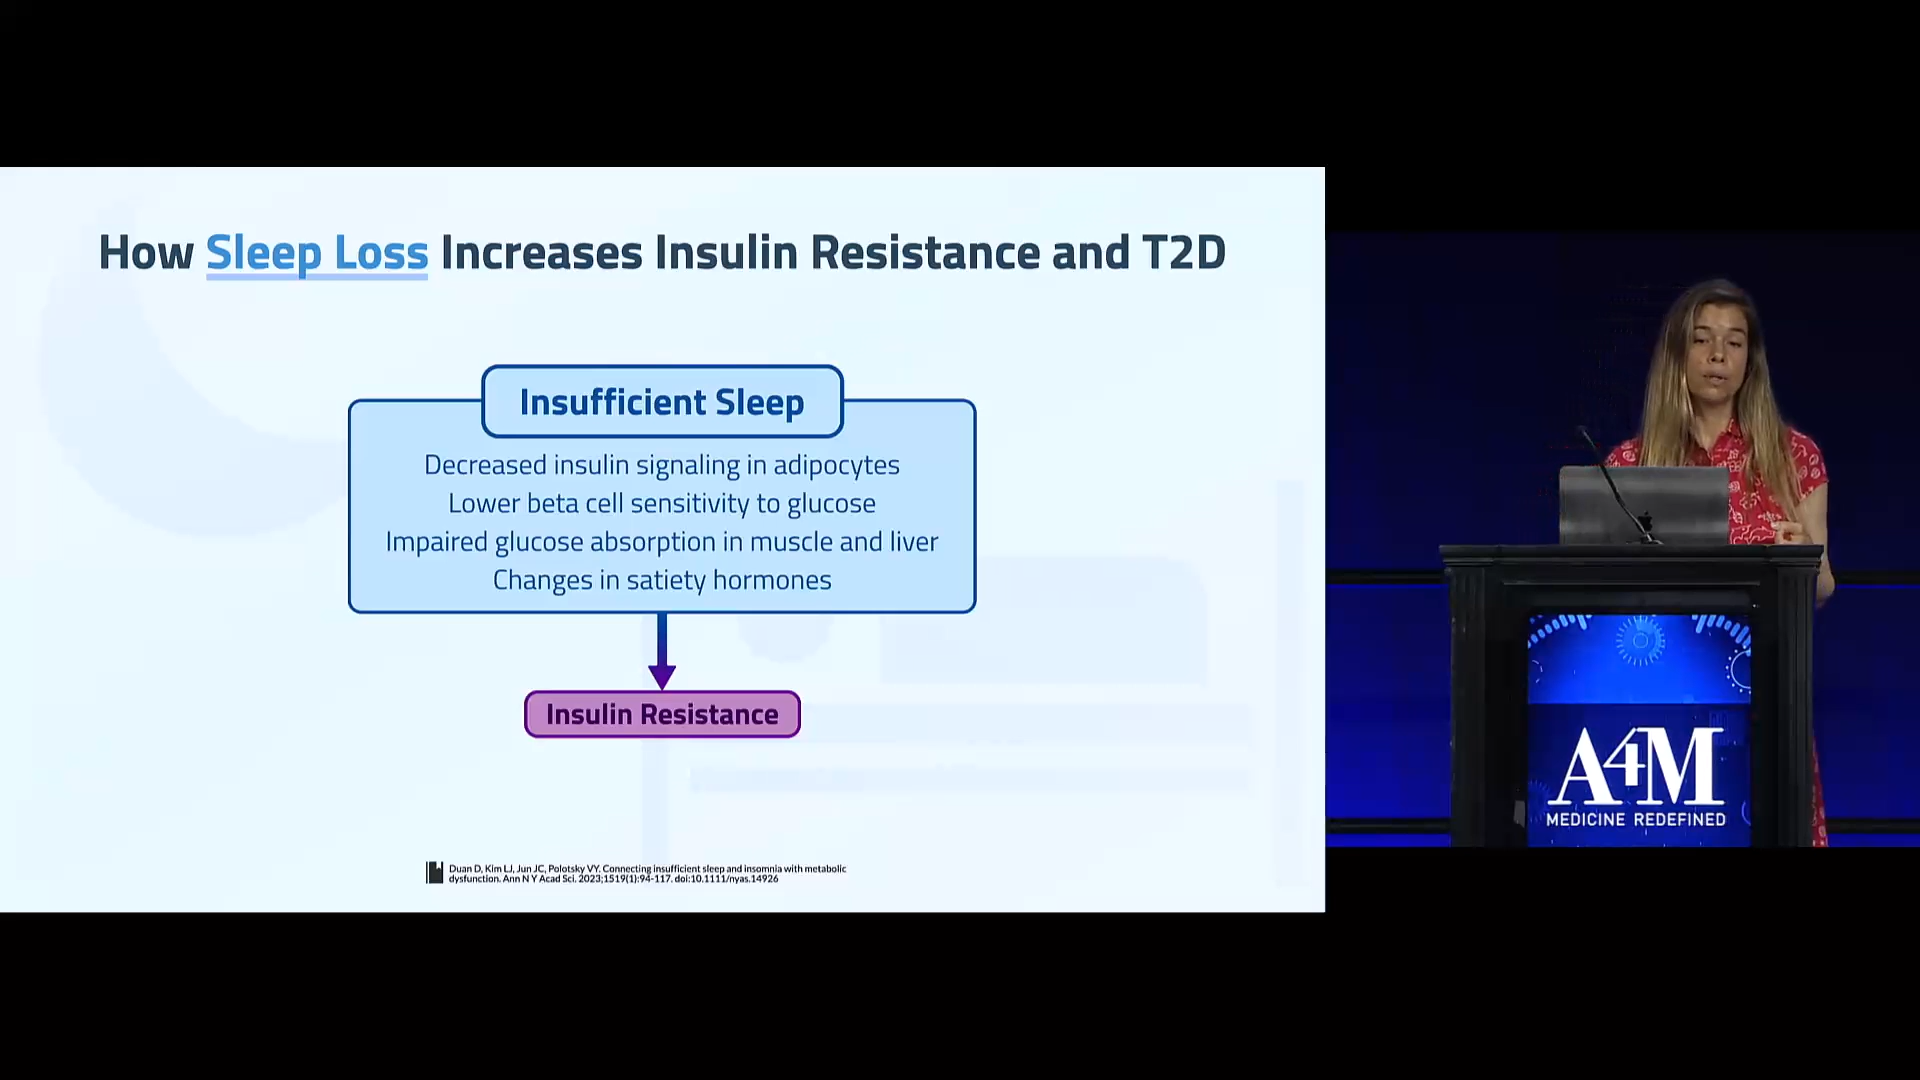 How Sleep Loss Increases Insulin Resistance and T2D
Insufficient Sleep
Decreased insulin signaling in adipocytes
Lower beta cell sensitivity to glucose
Impaired glucose absorption in muscle and liver
Changes in satiety hormones
Insulin Resistance
Duan D, Kim LJ, Jun JC, Polotsky VY. Connecting insufficient sleep and insomnia with metabolic
dysfunction. Ann N Y Acad Sci. 2023;1519(1):94-117. doi:10.1111/nyas.14926
A4M
MEDICINE REDEFINED